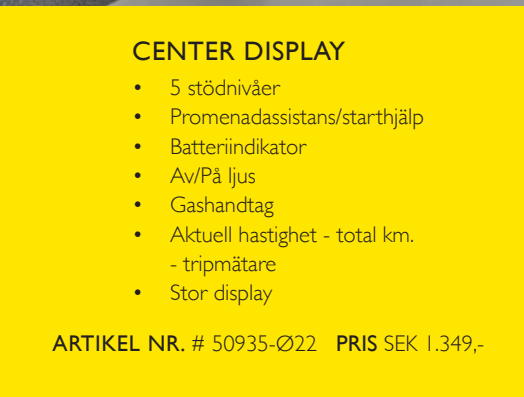 CENTER DISPLAY
• 5 stödnivåer
• Promenadassistans/starthjälp
• Batteriindikator
• Av/På ljus
• Gashandtag
• Aktuell hastighet - total km.
- tripmätare
• Stor display
ARTIKEL NR. # 50935-Ø22 PRIS SEK 1.349,-